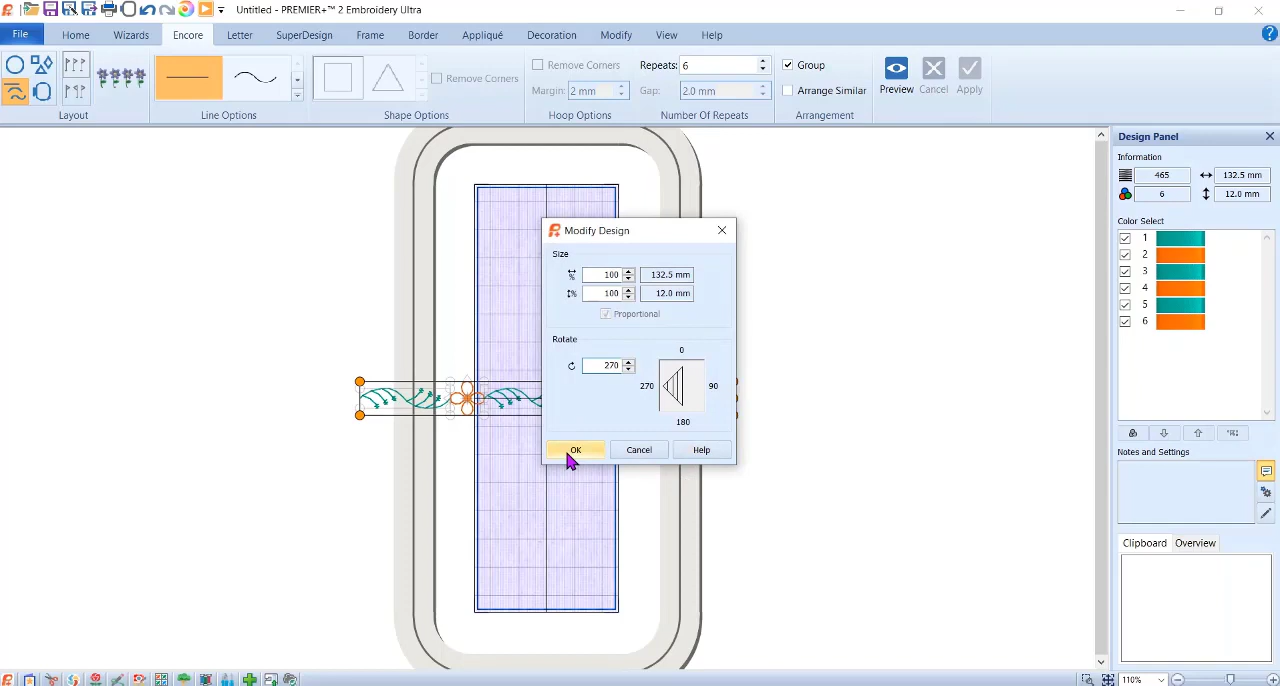 Untitled - PREMIER+™ 2 Embroidery Ultra
File Home Wizards Encore Letter SuperDesign Frame Border Appliqué Decoration Modify View Help
Remove Corners
Remove Corners
Margin: 2 mm
Repeats: 6
Gap: 2.0 mm
Group
Arrange Similar
Preview Cancel Apply
Layout Line Options Shape Options Hoop Options Number Of Repeats Arrangement
Design Panel
Information
465 132.5 mm
6 12.0 mm
Color Select
1
2
3
4
5
6
Notes and Settings
Clipboard Overview
Modify Design
Size
% 100 132.5 mm
% 100 12.0 mm
Proportional
Rotate
270
0
270 90
180
OK Cancel Help
110%